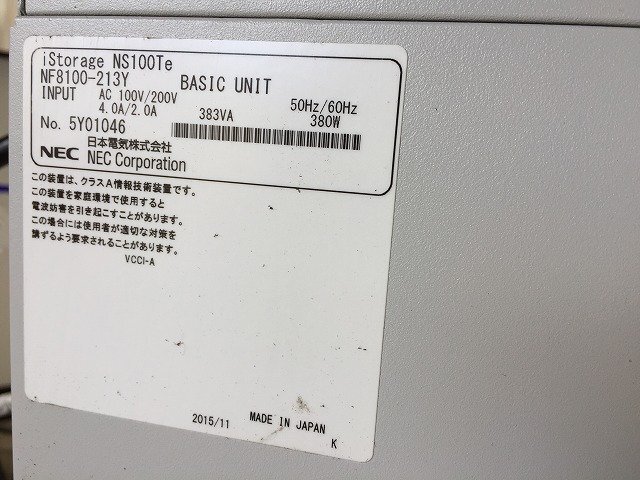 iStorage NS100Te
NF8100-213Y BASIC UNIT
INPUT AC 100V/200V 50Hz/60Hz
4.0A/2.0A 383VA 380W
No. 5Y01046
NEC 日本電気株式会社
NEC Corporation
この装置は、クラスA情報技術装置です。
この装置を家庭環境で使用すると
電波妨害を引き起こすことがあります。
この場合には使用者が適切な対策を
講ずるよう要求されることがあります。
VCCI-A
2015/11 MADE IN JAPAN
K